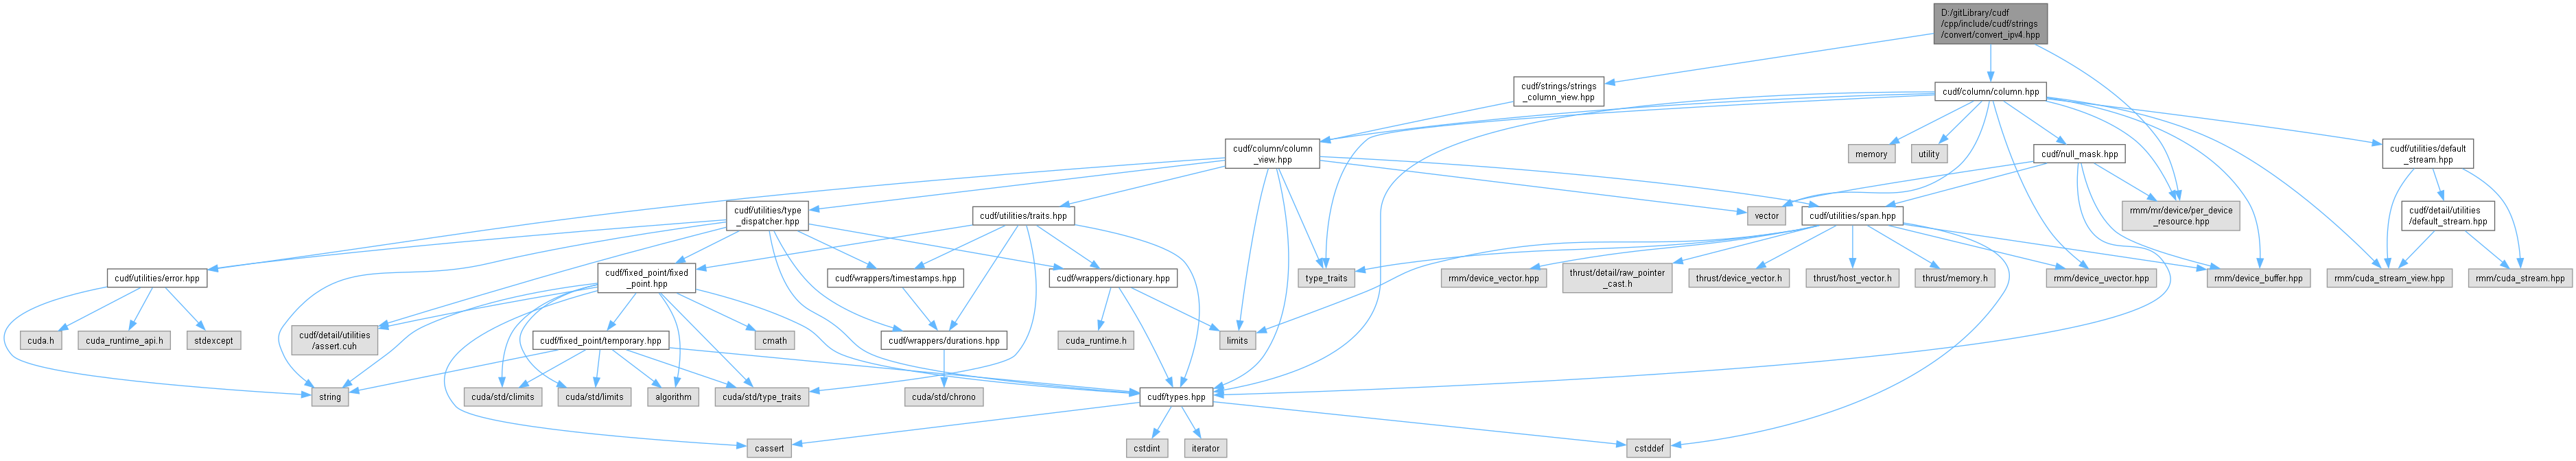 D:/gitLibrary/cudf
/cpp/include/cudf/strings
/convert/convert_ipv4.hpp
cudf/strings/strings
_column_view.hpp
cudf/column/column.hpp
cudf/column/column
_view.hpp
memory
utility
cudf/null_mask.hpp
cudf/utilities/default
_stream.hpp
cudf/utilities/type
_dispatcher.hpp
cudf/utilities/traits.hpp
vector
cudf/utilities/span.hpp
rmm/mr/device/per_device
_resource.hpp
cudf/detail/utilities
/default_stream.hpp
cudf/utilities/error.hpp
cudf/fixed_point/fixed
_point.hpp
cudf/wrappers/timestamps.hpp
cudf/wrappers/dictionary.hpp
type_traits
rmm/device_vector.hpp
thrust/detail/raw_pointer
_cast.h
thrust/device_vector.h
thrust/host_vector.h
thrust/memory.h
rmm/device_uvector.hpp
rmm/device_buffer.hpp
rmm/cuda_stream_view.hpp
rmm/cuda_stream.hpp
cuda.h
cuda_runtime_api.h
stdexcept
cudf/detail/utilities
/assert.cuh
cudf/fixed_point/temporary.hpp
cmath
cudf/wrappers/durations.hpp
cuda_runtime.h
limits
string
cuda/std/climits
cuda/std/limits
algorithm
cuda/std/type_traits
cuda/std/chrono
cudf/types.hpp
cassert
cstdint
iterator
cstddef